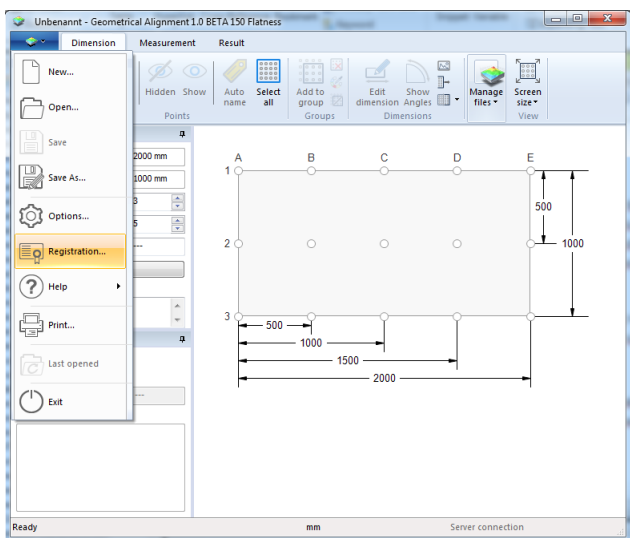 Unbenannt - Geometrical Alignment 1.0 BETA 150 Flatness
Dimension Measurement Result
New...
Open...
Save
Save As...
Options...
Registration...
Help
Print...
Last opened
Exit
Hidden Show
Points
Auto name
Select all
Add to group
Groups
Edit dimension
Show Angles
Dimensions
Manage files
Screen size
View
2000 mm
1000 mm
3
5
---
---
A B C D E
1
2
3
500
1000
500
1000
1500
2000
Ready mm Server connection